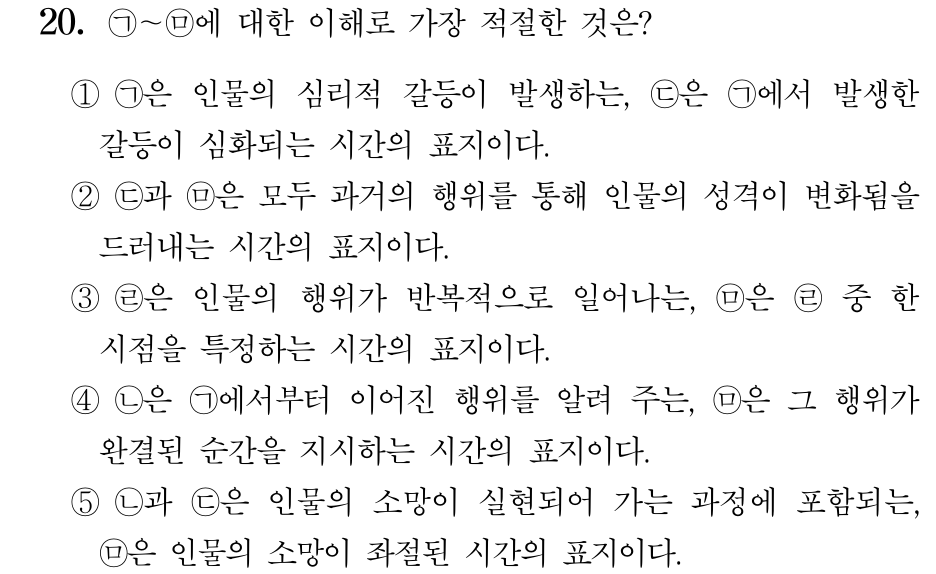 20. ㉠~㉤에 대한 이해로 가장 적절한 것은?
① ㉠은 인물의 심리적 갈등이 발생하는, ㉢은 ㉠에서 발생한
갈등이 심화되는 시간의 표지이다.
② ㉢과 ㉤은 모두 과거의 행위를 통해 인물의 성격이 변화됨을
드러내는 시간의 표지이다.
③ ㉣은 인물의 행위가 반복적으로 일어나는, ㉤은 ㉣ 중 한
시점을 특정하는 시간의 표지이다.
④ ㉡은 ㉠에서부터 이어진 행위를 알려 주는, ㉤은 그 행위가
완결된 순간을 지시하는 시간의 표지이다.
⑤ ㉡과 ㉢은 인물의 소망이 실현되어 가는 과정에 포함되는,
㉤은 인물의 소망이 좌절된 시간의 표지이다.